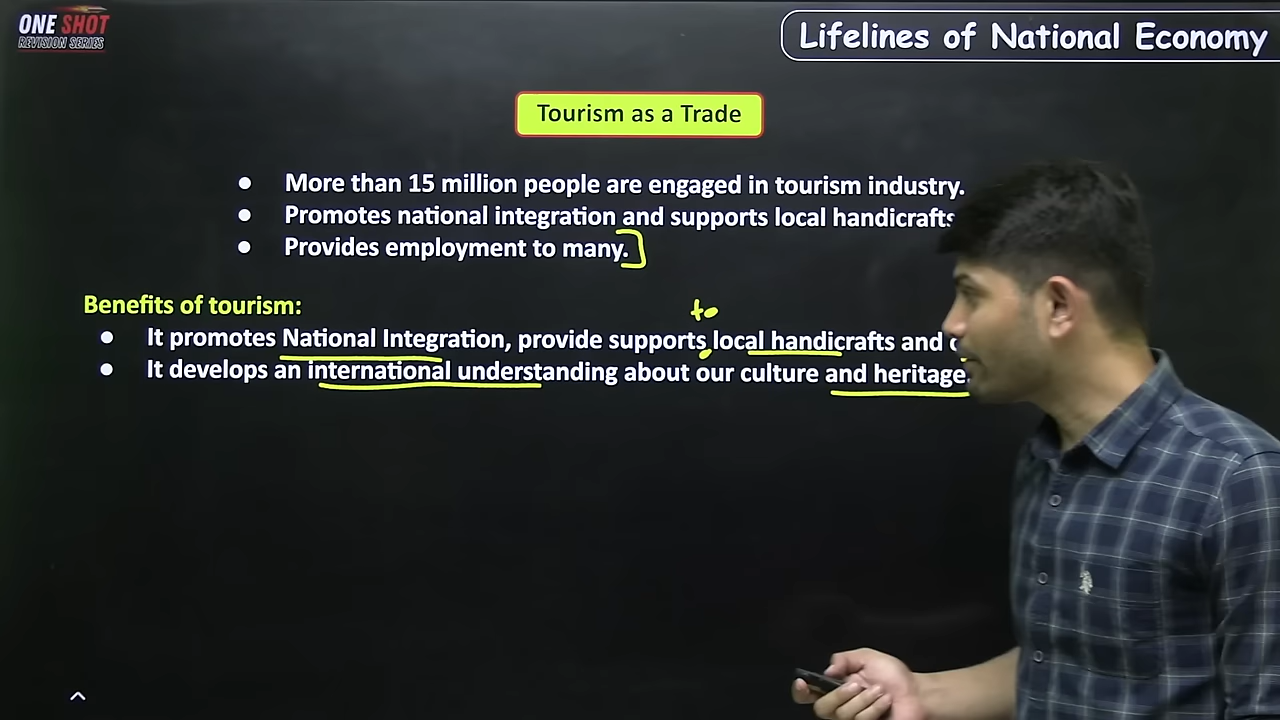 ONE SHOT
REVISION SERIES
Lifelines of National Economy
Tourism as a Trade
● More than 15 million people are engaged in tourism industry.
● Promotes national integration and supports local handicrafts
● Provides employment to many.
Benefits of tourism:
to
● It promotes National Integration, provide supports local handicrafts and
● It develops an international understanding about our culture and heritage.